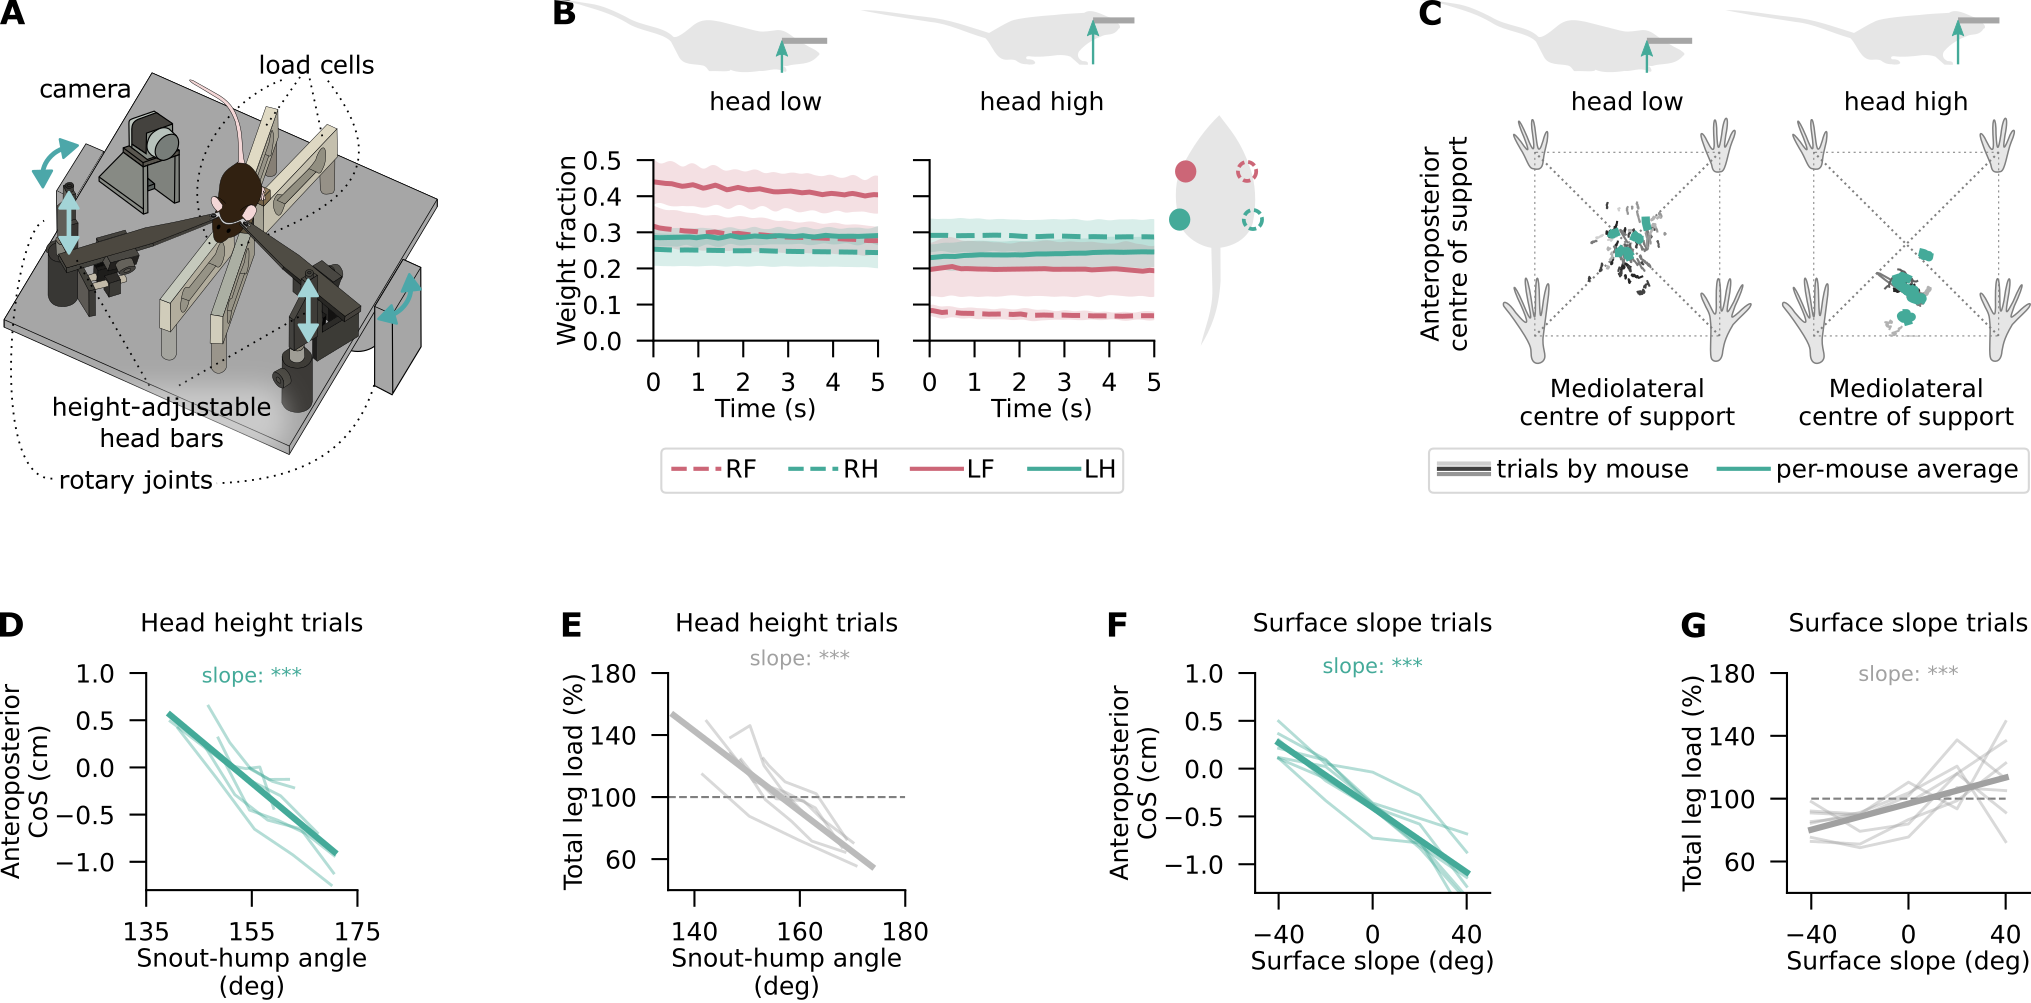 A
load cells
camera
height-adjustable
head bars
rotary joints
B
head low
head high
Weight fraction
0.5
0.4
0.3
0.2
0.1
0.0
0 1 2 3 4 5
Time (s)
0 1 2 3 4 5
Time (s)
RF RH LF LH
C
head low
head high
Anteroposterior
centre of support
Mediolateral
centre of support
Mediolateral
centre of support
trials by mouse per-mouse average
D
Head height trials
slope: ***
Anteroposterior
CoS (cm)
1.0
0.5
0.0
−0.5
−1.0
135 155 175
Snout-hump angle
(deg)
E
Head height trials
slope: ***
Total leg load (%)
180
140
100
60
140 160 180
Snout-hump angle
(deg)
F
Surface slope trials
slope: ***
Anteroposterior
CoS (cm)
1.0
0.5
0.0
−0.5
−1.0
−40 0 40
Surface slope (deg)
G
Surface slope trials
slope: ***
Total leg load (%)
180
140
100
60
−40 0 40
Surface slope (deg)